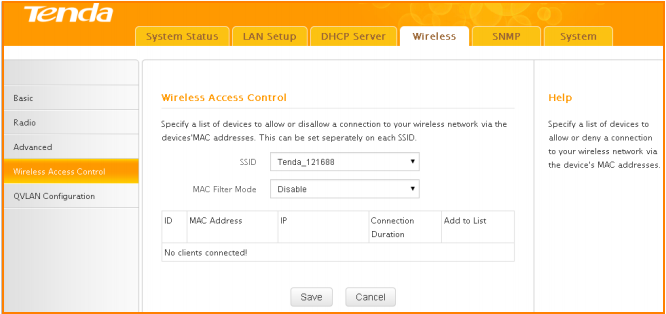 Tenda
System Status LAN Setup DHCP Server Wireless SNMP System
Basic
Radio
Advanced
Wireless Access Control
QVLAN Configuration
Wireless Access Control
Specify a list of devices to allow or disallow a connection to your wireless network via the
devices'MAC addresses. This can be set seperately on each SSID.
SSID Tenda_121688
MAC Filter Mode Disable
ID MAC Address IP Connection Duration Add to List
No clients connected!
Save Cancel
Help
Specify a list of devices to
allow or deny a connection
to your wireless network via
the device's MAC addresses.